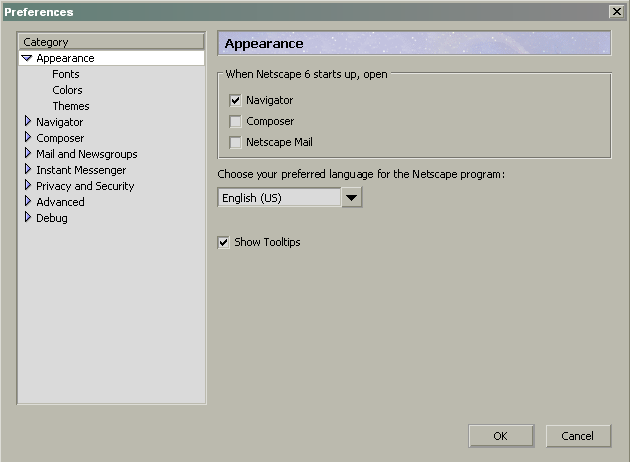 Preferences
Category
Appearance
Fonts
Colors
Themes
Navigator
Composer
Mail and Newsgroups
Instant Messenger
Privacy and Security
Advanced
Debug
Appearance
When Netscape 6 starts up, open
Navigator
Composer
Netscape Mail
Choose your preferred language for the Netscape program:
English (US)
Show Tooltips
OK
Cancel